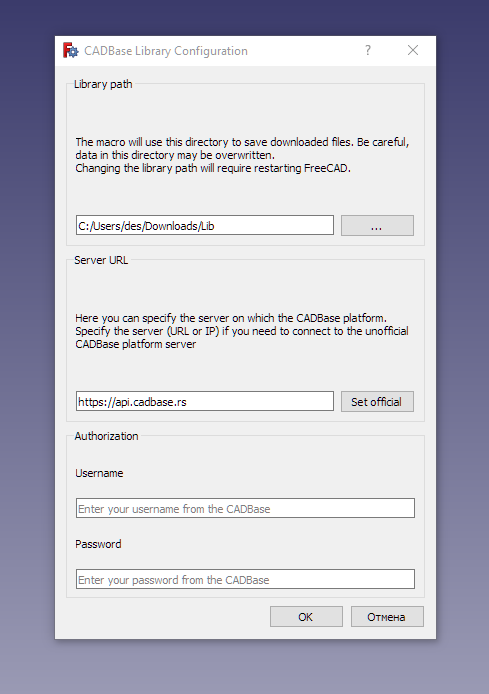 CADBase Library Configuration
?
Library path
The macro will use this directory to save downloaded files. Be careful,
data in this directory may be overwritten.
Changing the library path will require restarting FreeCAD.
C:/Users/des/Downloads/Lib
...
Server URL
Here you can specify the server on which the CADBase platform.
Specify the server (URL or IP) if you need to connect to the unofficial
CADBase platform server
https://api.cadbase.rs
Set official
Authorization
Username
Enter your username from the CADBase
Password
Enter your password from the CADBase
OK
Отмена